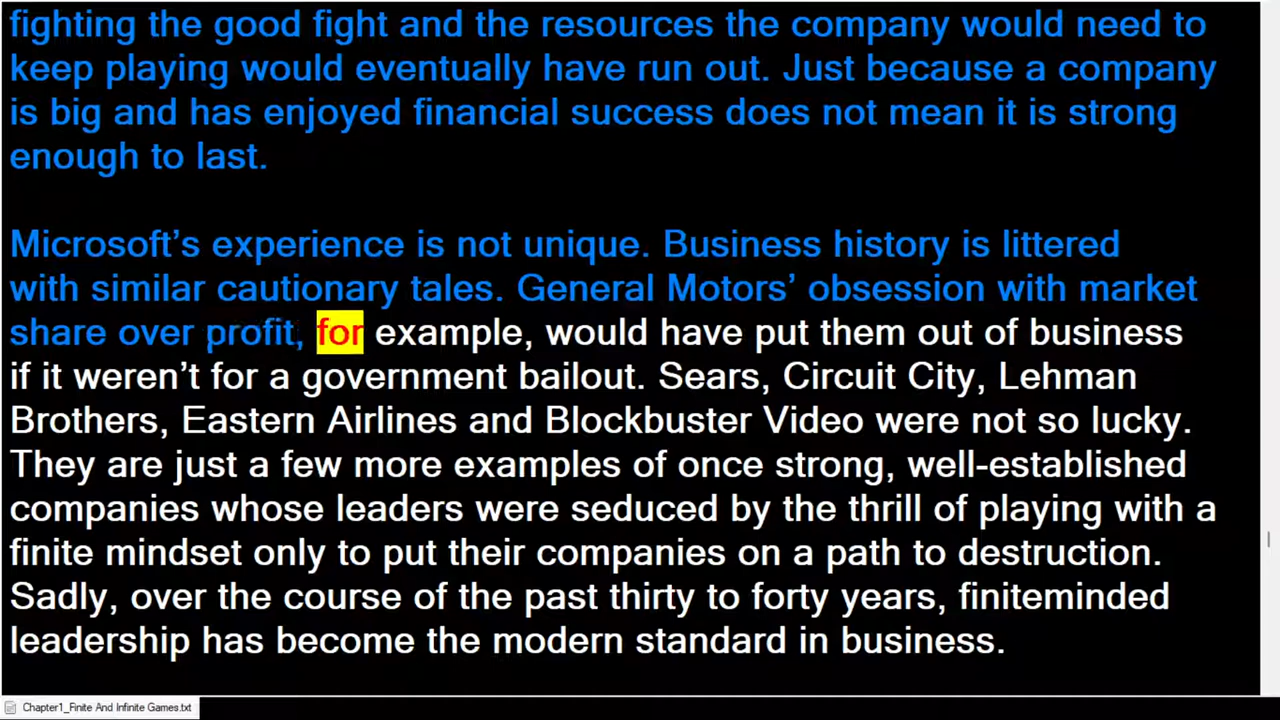 fighting the good fight and the resources the company would need to
keep playing would eventually have run out. Just because a company
is big and has enjoyed financial success does not mean it is strong
enough to last.
Microsoft’s experience is not unique. Business history is littered
with similar cautionary tales. General Motors’ obsession with market
share over profit, for example, would have put them out of business
if it weren’t for a government bailout. Sears, Circuit City, Lehman
Brothers, Eastern Airlines and Blockbuster Video were not so lucky.
They are just a few more examples of once strong, well-established
companies whose leaders were seduced by the thrill of playing with a
finite mindset only to put their companies on a path to destruction.
Sadly, over the course of the past thirty to forty years, finiteminded
leadership has become the modern standard in business.
Chapter1_Finite And Infinite Games.txt